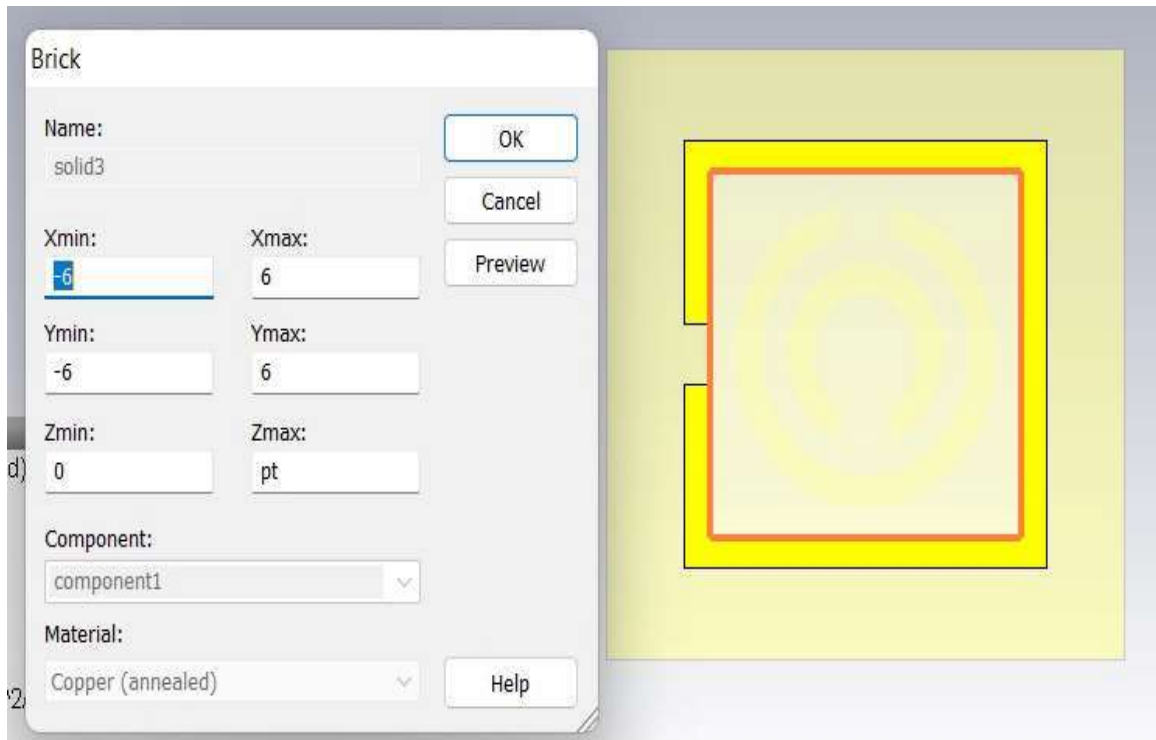 Brick
Name:
solid3
OK
Cancel
Preview
Xmin:
Xmax:
-6
6
Ymin:
Ymax:
-6
6
Zmin:
Zmax:
0
pt
d)
Component:
component1
Material:
Copper (annealed)
Help